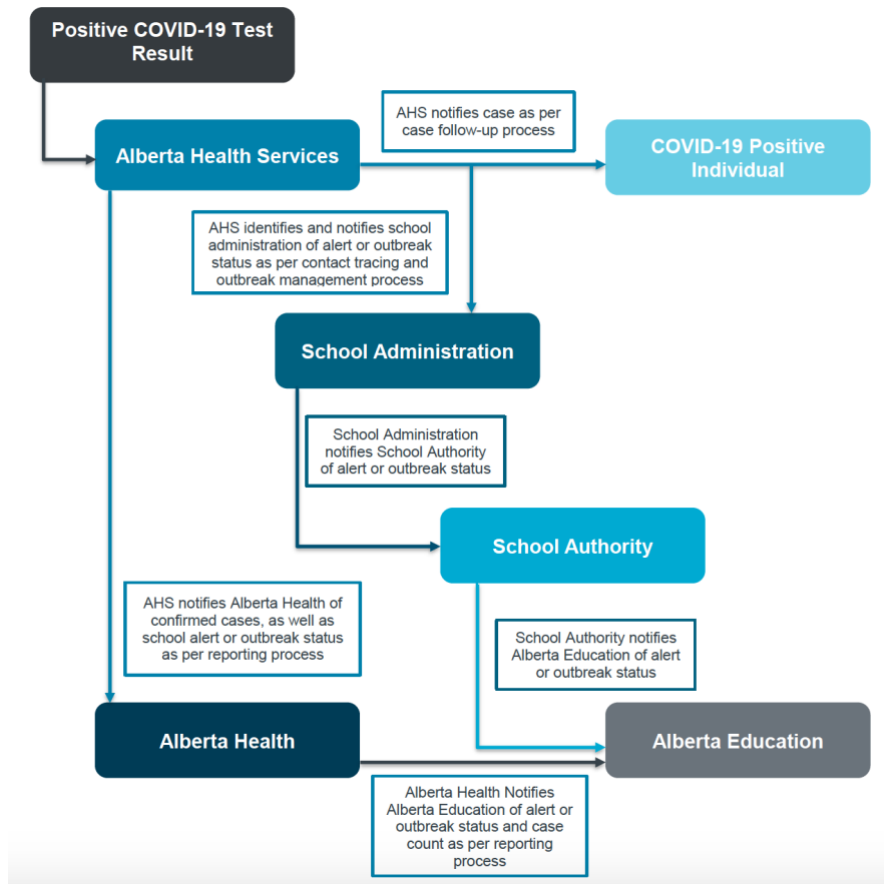 Positive COVID-19 Test
Result
AHS notifies case as per
case follow-up process
Alberta Health Services
COVID-19 Positive
Individual
AHS identifies and notifies school
administration of alert or outbreak
status as per contact tracing and
outbreak management process
School Administration
School Administration
notifies School Authority
of alert or outbreak status
School Authority
AHS notifies Alberta Health of
confirmed cases, as well as
school alert or outbreak status
as per reporting process
School Authority notifies
Alberta Education of alert
or outbreak status
Alberta Health
Alberta Education
Alberta Health Notifies
Alberta Education of alert or
outbreak status and case
count as per reporting
process